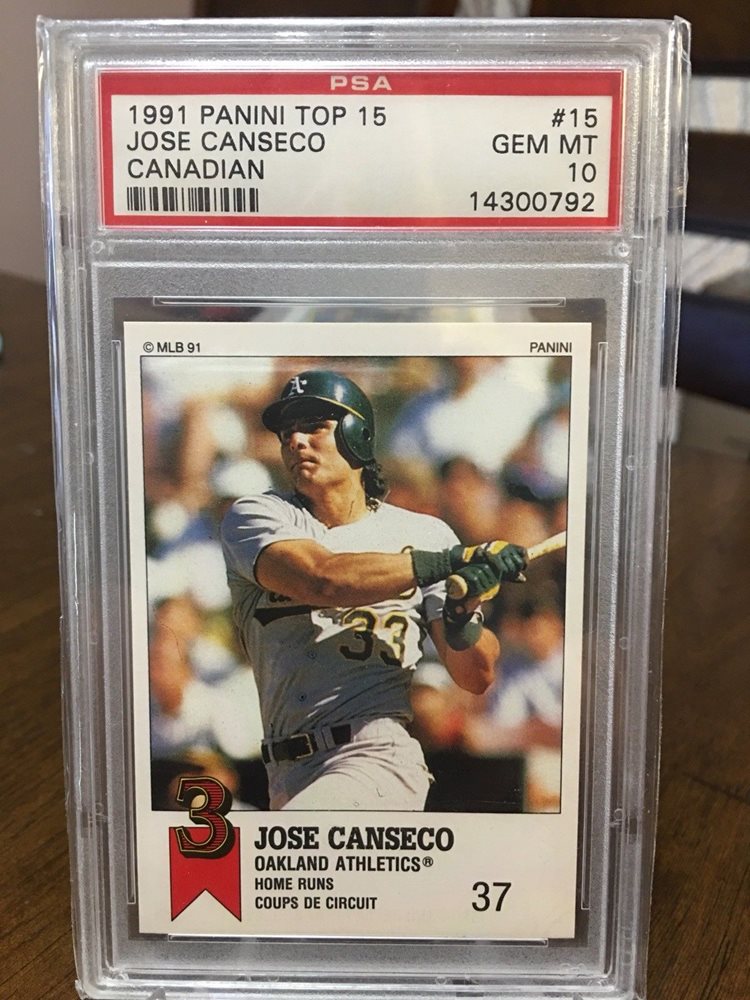 PSA
1991 PANINI TOP 15 #15
JOSE CANSECO GEM MT
CANADIAN 10
14300792
© MLB 91 PANINI
A's
33
3
JOSE CANSECO
OAKLAND ATHLETICS®
HOME RUNS
COUPS DE CIRCUIT 37